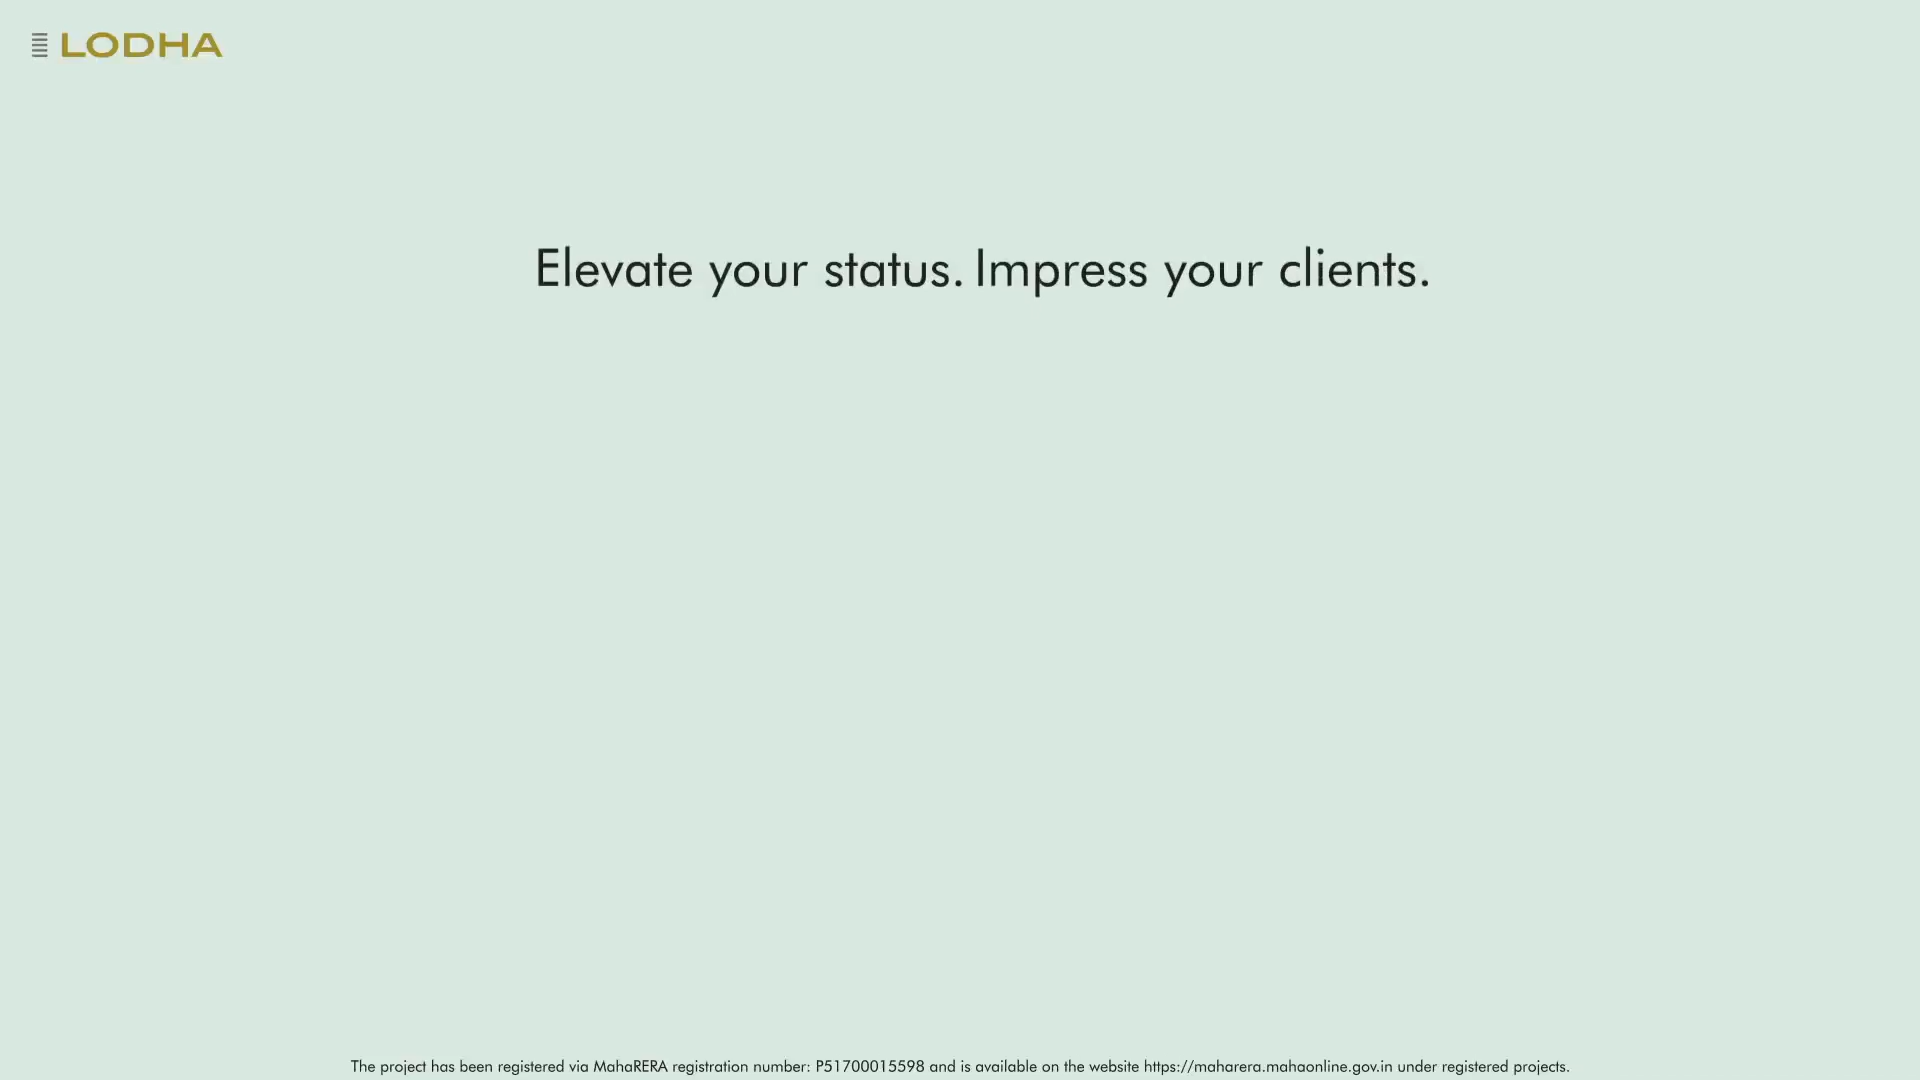 LODHA
Elevate your status. Impress your clients.
The project has been registered via MahaRERA registration number: P51700015598 and is available on the website https://maharera.mahaonline.gov.in under registered projects.